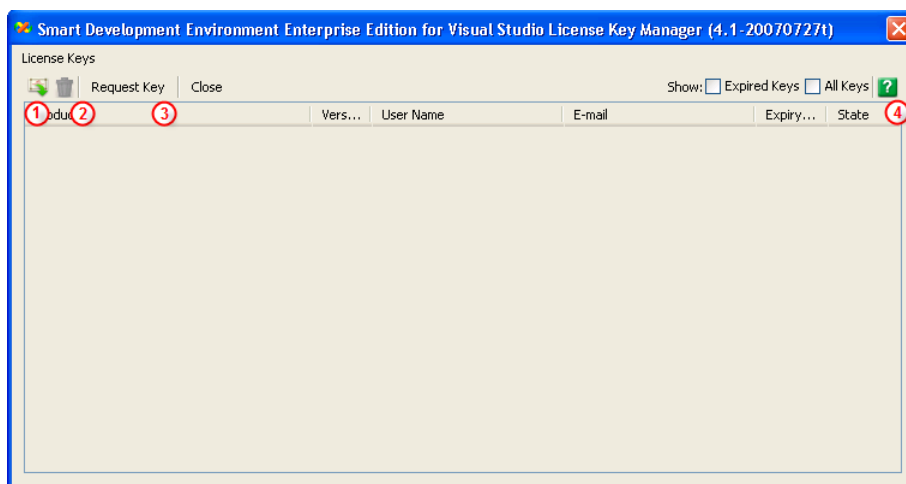 Smart Development Environment Enterprise Edition for Visual Studio License Key Manager (4.1-20070727t)
License Keys
Request Key Close Show: Expired Keys All Keys ?
1 2 3 Vers... User Name E-mail Expiry... State 4